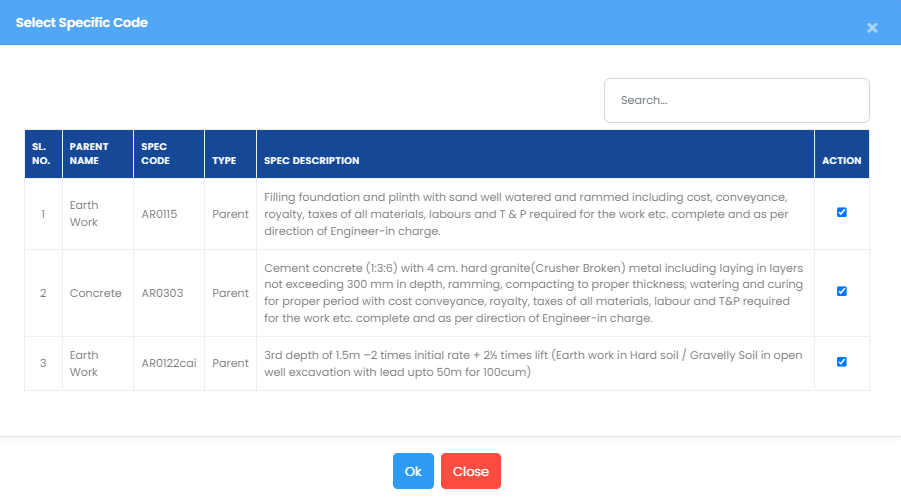 Select Specific Code
×
Search...
SL. NO. PARENT NAME SPEC CODE TYPE SPEC DESCRIPTION ACTION
1 Earth Work AR0115 Parent Filling foundation and plinth with sand well watered and rammed including cost, conveyance,
royalty, taxes of all materials, labours and T & P required for the work etc. complete and as per
direction of Engineer-in charge.
2 Concrete AR0303 Parent Cement concrete (1:3:6) with 4 cm. hard granite(Crusher Broken) metal including laying in layers
not exceeding 300 mm in depth, ramming, compacting to proper thickness, watering and curing
for proper period with cost conveyance, royalty, taxes of all materials, labour and T&P required
for the work etc. complete and as per direction of Engineer-in charge.
3 Earth Work AR0122cai Parent 3rd depth of 1.5m –2 times initial rate + 2½ times lift (Earth work in Hard soil / Gravelly Soil in open
well excavation with lead upto 50m for 100cum)
Ok Close